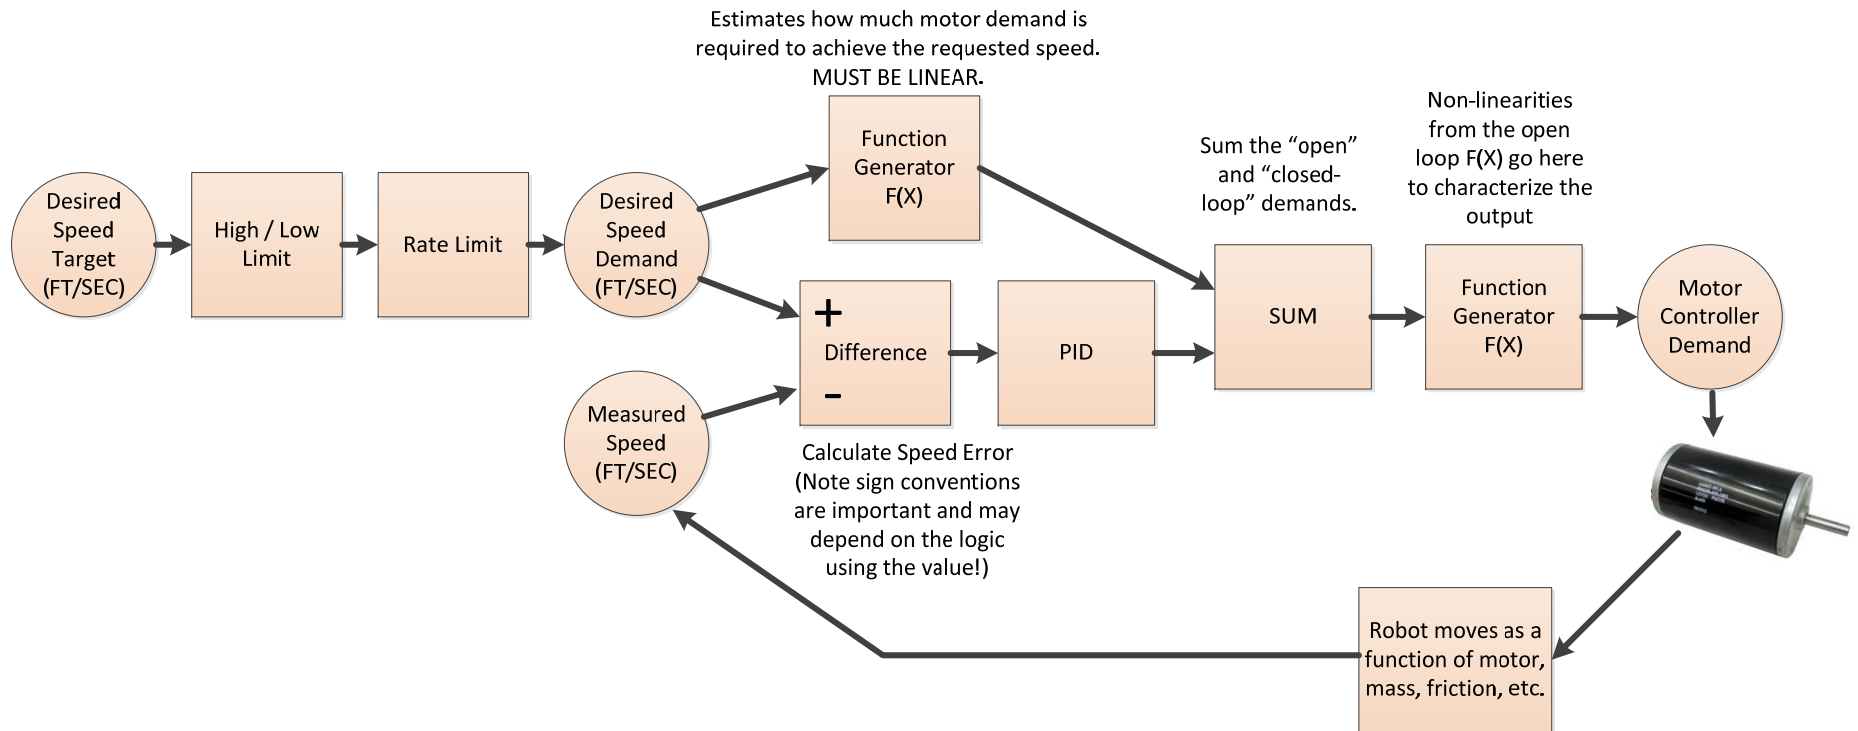 Estimates how much motor demand is
required to achieve the requested speed.
MUST BE LINEAR.
Desired
Speed
Target
(FT/SEC)
High / Low
Limit
Rate Limit
Desired
Speed
Demand
(FT/SEC)
Function
Generator
F(X)
Measured
Speed
(FT/SEC)
+
Difference
-
Calculate Speed Error
(Note sign conventions
are important and may
depend on the logic
using the value!)
PID
Sum the “open”
and “closed-
loop” demands.
SUM
Non-linearities
from the open
loop F(X) go here
to characterize the
output
Function
Generator
F(X)
Motor
Controller
Demand
Robot moves as a
function of motor,
mass, friction, etc.